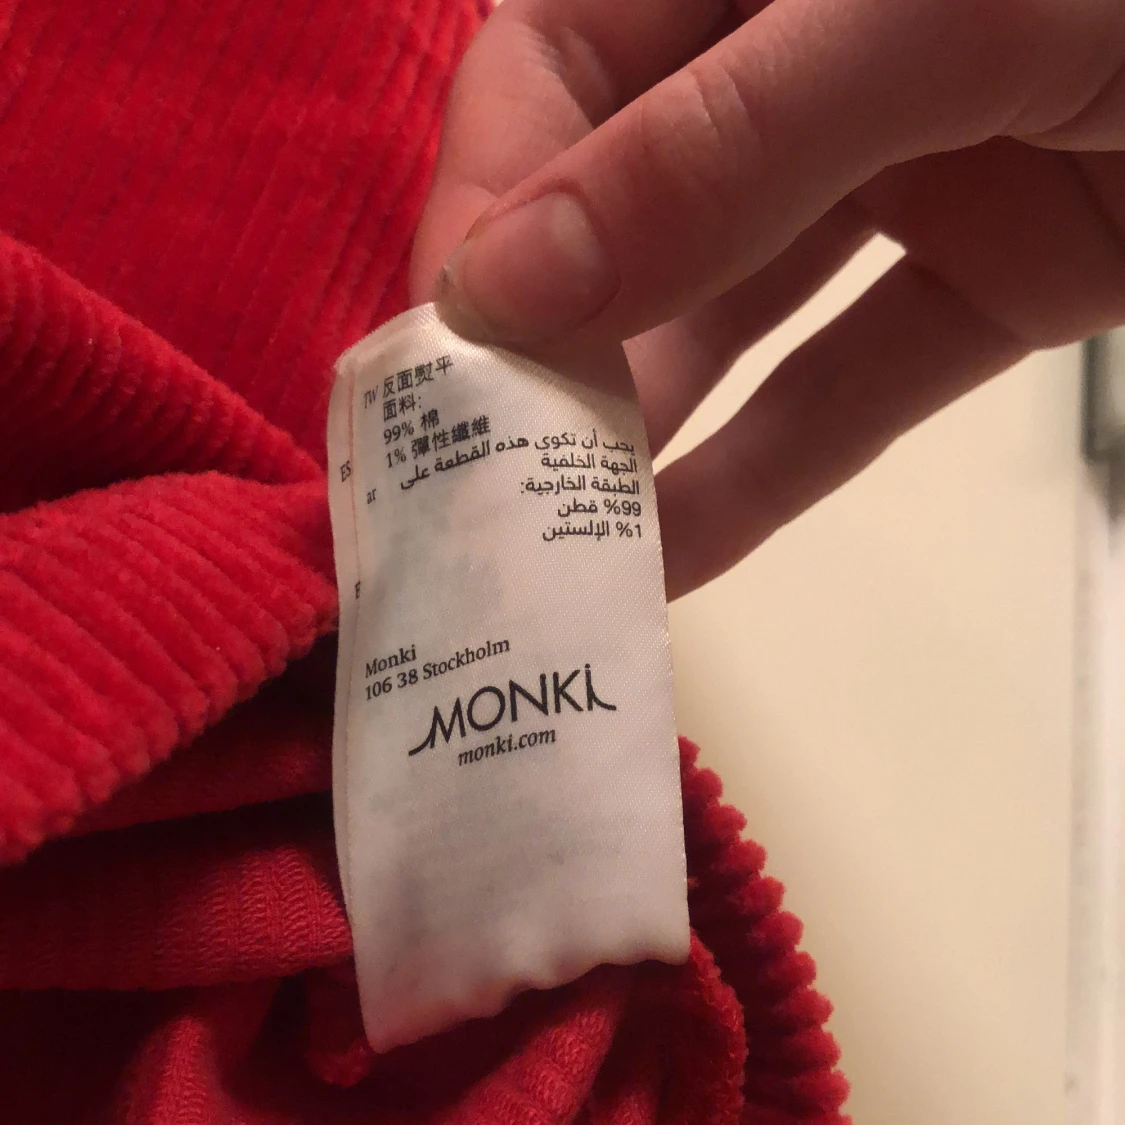 TW 反面熨平
面料:
99% 棉
1% 彈性纖維
ES
ar يجب أن تكوى هذه القطعة على
الجهة الخلفية
الطبقة الخارجية:
99% قطن
1% الإلستين
Monki
106 38 Stockholm
MONKI
monki.com